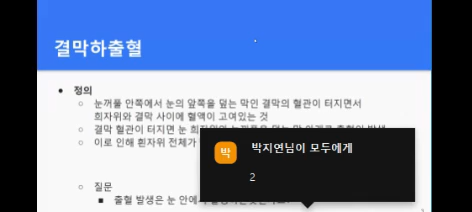 결막하출혈
정의
눈꺼풀 안쪽에서 눈의 앞쪽을 덮는 막인 결막의 혈관이 터지면서
흰자위와 결막 사이에 혈액이 고여있는 것
결막 혈관이 터지면 눈
이로 인해 흰자위 전체가
박 박지연님이 모두에게
2
질문
출혈 발생은 눈 안에